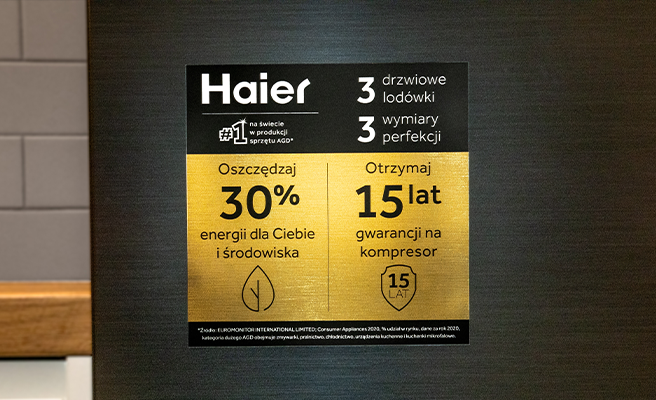 Haier
#1 na świecie
w produkcji
sprzętu AGD*
3 drzwiowe
lodówki
3 wymiary
perfekcji
Oszczędzaj
30%
energii dla Ciebie
i środowiska
Otrzymaj
15 lat
gwarancji na
kompresor
15
LAT
*Źródło: EUROMONITOR INTERNATIONAL LIMITED; Consumer Appliances 2020, % udział w rynku, dane za rok 2020,
kategoria dużego AGD obejmuje zmywarki, pralnictwo, chłodnictwo, urządzenia kuchenne i kuchenki mikrofalowe.